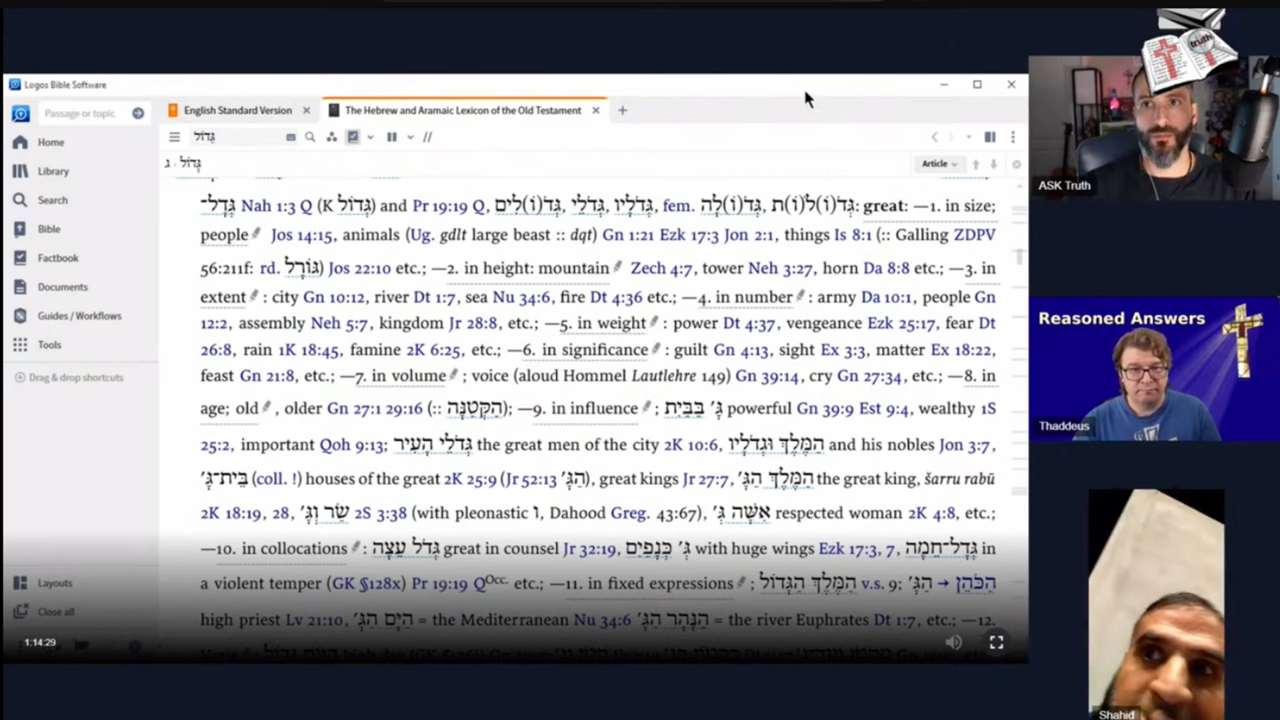 Logos Bible Software
Passage or topic
English Standard Version
The Hebrew and Aramaic Lexicon of the Old Testament
גָּדוֹל
Article
ג · גָּדוֹל
Home
Library
Search
Bible
Factbook
Documents
Guides / Workflows
Tools
Drag & drop shortcuts
Layouts
Close all
גְּדָל־ Nah 1:3 Q (K גְּדוֹל) and Pr 19:19 Q, גְּד(וֹ)לִים, גְּדֹלֵי, גְּדֹלָיו, fem. גְּד(וֹ)לָה, גְּד(וֹ)ל(וֹ)ת: great: —1. in size;
people Jos 14:15, animals (Ug. gdlt large beast :: dqt) Gn 1:21 Ezk 17:3 Jon 2:1, things Is 8:1 (:: Galling ZDPV
56:211f: rd. גּוֹרָל) Jos 22:10 etc.; —2. in height: mountain Zech 4:7, tower Neh 3:27, horn Da 8:8 etc.; —3. in
extent : city Gn 10:12, river Dt 1:7, sea Nu 34:6, fire Dt 4:36 etc.; —4. in number : army Da 10:1, people Gn
12:2, assembly Neh 5:7, kingdom Jr 28:8, etc.; —5. in weight : power Dt 4:37, vengeance Ezk 25:17, fear Dt
26:8, rain 1K 18:45, famine 2K 6:25, etc.; —6. in significance : guilt Gn 4:13, sight Ex 3:3, matter Ex 18:22,
feast Gn 21:8, etc.; —7. in volume ; voice (aloud Hommel Lautlehre 149) Gn 39:14, cry Gn 27:34, etc.; —8. in
age; old , older Gn 27:1 29:16 (:: הַקְּטַנָּה); —9. in influence ; גּ׳ בַּבַּיִת powerful Gn 39:9 Est 9:4, wealthy 1S
25:2, important Qoh 9:13; גְּדֹלֵי הָעִיר the great men of the city 2K 10:6, הַמֶּלֶךְ וּגְדֹלָיו and his nobles Jon 3:7,
בֵּית־גּ׳ (coll. !) houses of the great 2K 25:9 (Jr 52:13 הַגּ׳), great kings Jr 27:7, הַמֶּלֶךְ הַגּ׳ the great king, šarru rabū
2K 18:19, 28, שַׂר וְגּ׳ 2S 3:38 (with pleonastic ו, Dahood Greg. 43:67), אִשָּׁה גּ׳ respected woman 2K 4:8, etc.;
—10. in collocations : גְּדֹל עֵצָה great in counsel Jr 32:19, גּ׳ כְּנָפַיִם with huge wings Ezk 17:3, 7, גְּדָל־חֵמָה in
a violent temper (GK §128x) Pr 19:19 QOcc. etc.; —11. in fixed expressions ; הַמֶּלֶךְ הַגָּדוֹל v.s. 9; הַכֹּהֵן ← הַגּ׳
high priest Lv 21:10, הַיָּם הַגּ׳ = the Mediterranean Nu 34:6 הַנָּהָר הַגּ׳ = the river Euphrates Dt 1:7, etc.; —12.
1:14:29
truth
ASK Truth
Reasoned Answers
Thaddeus
Shahid